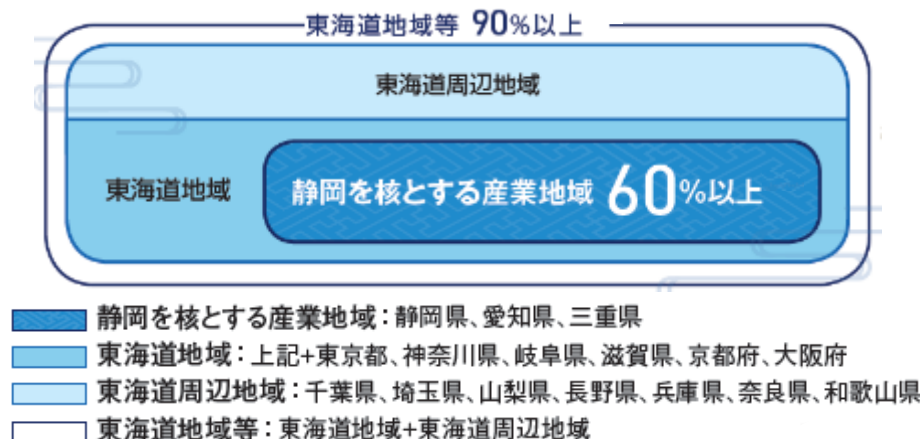 東海道地域等 90%以上
東海道周辺地域
東海道地域
静岡を核とする産業地域 60%以上
静岡を核とする産業地域：静岡県、愛知県、三重県
東海道地域：上記+東京都、神奈川県、岐阜県、滋賀県、京都府、大阪府
東海道周辺地域：千葉県、埼玉県、山梨県、長野県、兵庫県、奈良県、和歌山県
東海道地域等：東海道地域+東海道周辺地域